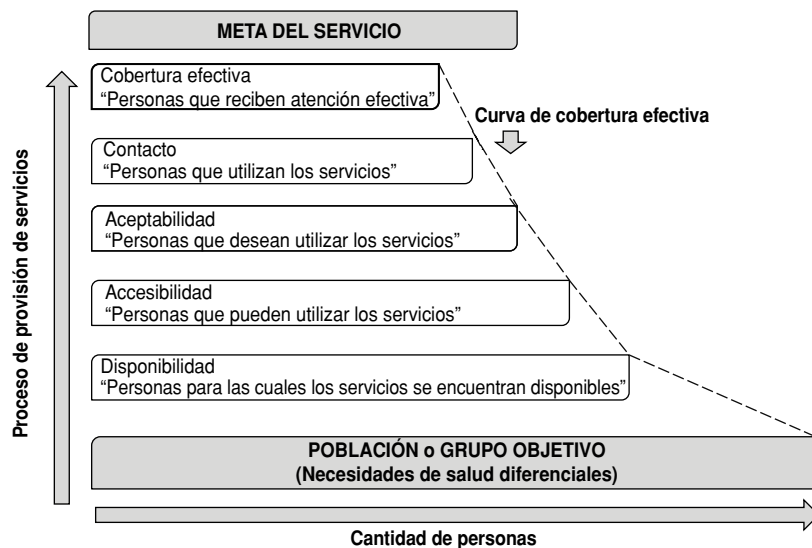 META DEL SERVICIO
Cobertura efectiva
“Personas que reciben atención efectiva”
Curva de cobertura efectiva
Contacto
“Personas que utilizan los servicios”
Aceptabilidad
“Personas que desean utilizar los servicios”
Accesibilidad
“Personas que pueden utilizar los servicios”
Disponibilidad
“Personas para las cuales los servicios se encuentran disponibles”
POBLACIÓN o GRUPO OBJETIVO
(Necesidades de salud diferenciales)
Proceso de provisión de servicios
Cantidad de personas